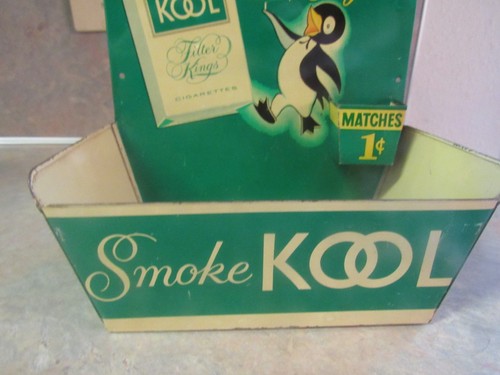 KOOL
Filter
Kings
CIGARETTES
MATCHES
1¢
Smoke KOOL